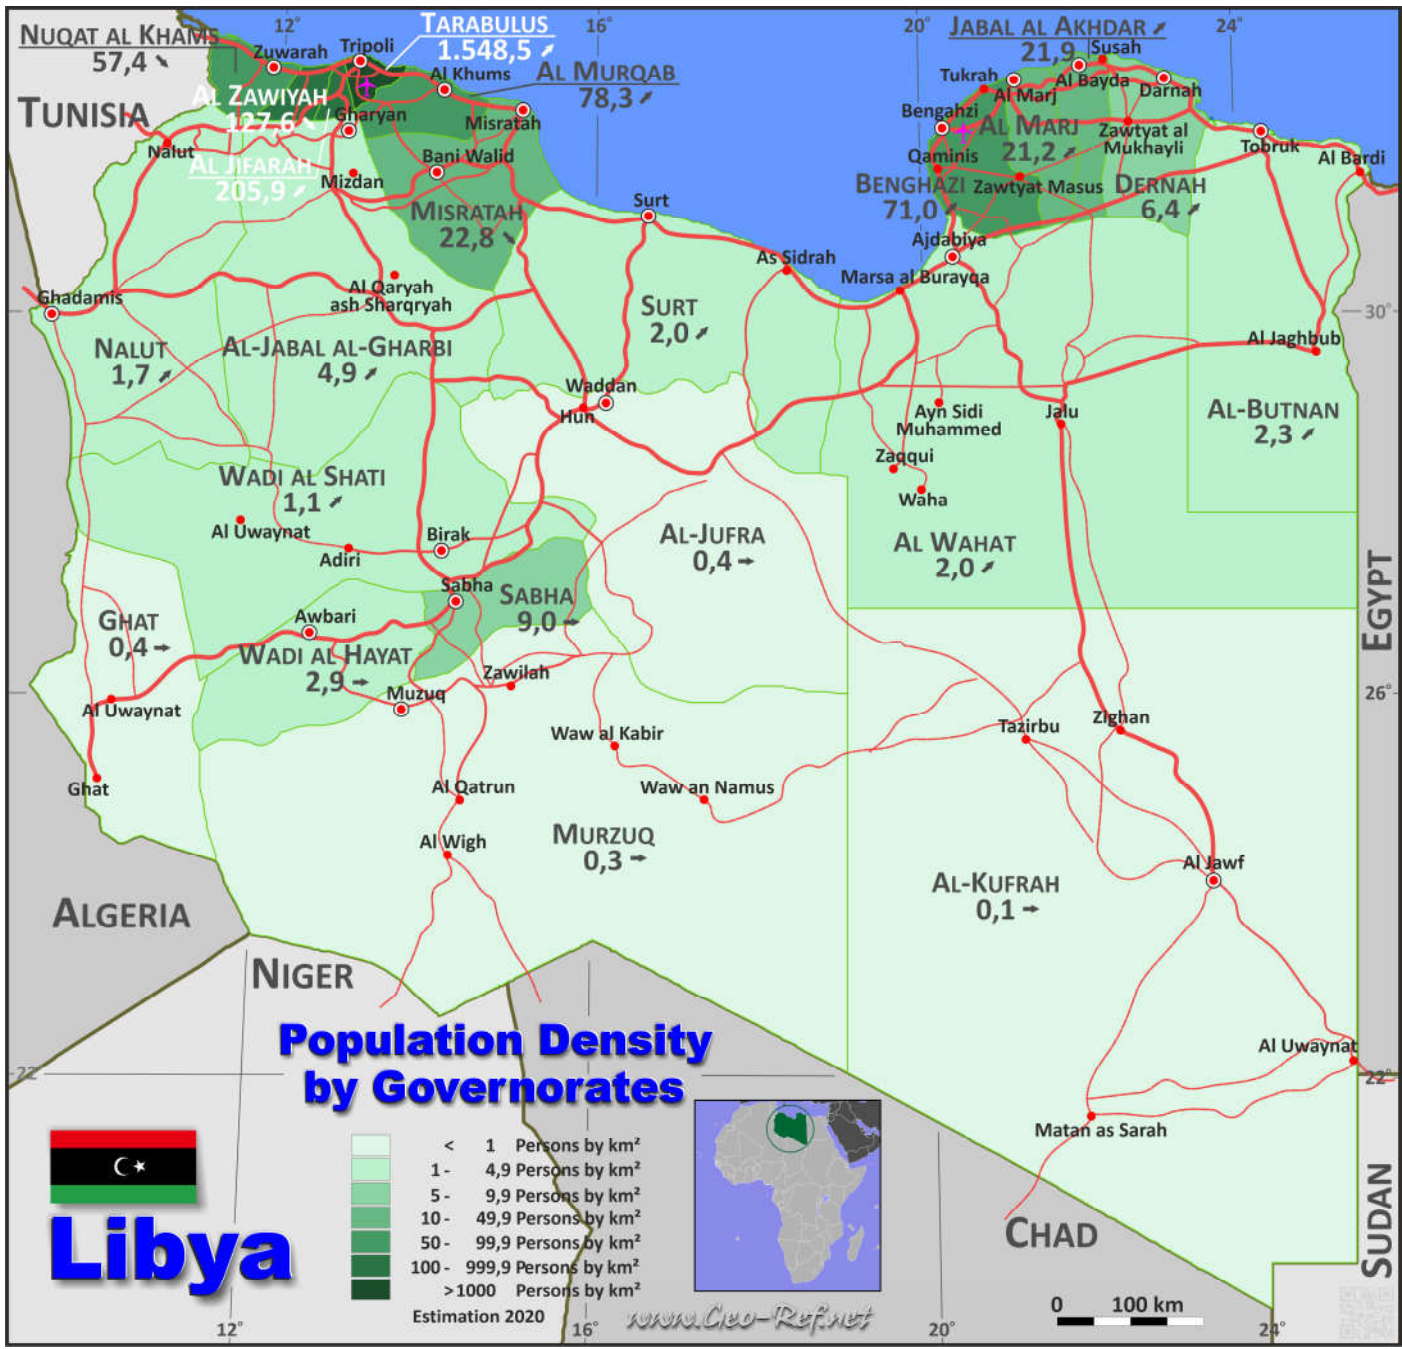 12°
16°
20°
24°
NUQAT AL KHAMS
57,4
TARABULUS
1.548,5
JABAL AL AKHDAR
21,9
Zuwarah
Tripoli
Al Khums
AL MURQAB
78,3
Susah
Tukrah
Al Bayda
Al Marj
Darnah
TUNISIA
AL ZAWIYAH
127,6
Gharyan
Misratah
Bengahzi
AL MARJ
21,2
Zawtyat al
Mukhayli
Tobruk
Al Bardi
Nalut
AL JIFARAH
205,9
Mizdan
Bani Walid
Qaminis
BENGHAZI
71,0
Zawtyat Masus
DERNAH
6,4
MISRATAH
22,8
Surt
Ajdabiya
As Sidrah
Marsa al Burayqa
Al Qaryah
ash Sharqryah
Ghadamis
SURT
2,0
30°
NALUT
1,7
AL-JABAL AL-GHARBI
4,9
Al Jaghbub
Waddan
Hun
Ayn Sidi
Muhammed
Jalu
AL-BUTNAN
2,3
Zaqqui
Waha
WADI AL SHATI
1,1
Al Uwaynat
Adiri
Birak
AL-JUFRA
0,4
AL WAHAT
2,0
EGYPT
Sabha
SABHA
9,0
GHAT
0,4
Awbari
WADI AL HAYAT
2,9
Zawilah
Muzuq
26°
Al Uwaynat
Waw al Kabir
Tazirbu
Zighan
Ghat
Al Qatrun
Waw an Namus
Al Wigh
MURZUQ
0,3
Al Jawf
AL-KUFRAH
0,1
ALGERIA
NIGER
Population Density
by Governorates
Al Uwaynat
22°
22°
Matan as Sarah
CHAD
SUDAN
< 1 Persons by km²
1 - 4,9 Persons by km²
5 - 9,9 Persons by km²
10 - 49,9 Persons by km²
50 - 99,9 Persons by km²
100 - 999,9 Persons by km²
>1000 Persons by km²
Estimation 2020
Libya
www.Geo-Ref.net
0 100 km
12°
16°
20°
24°